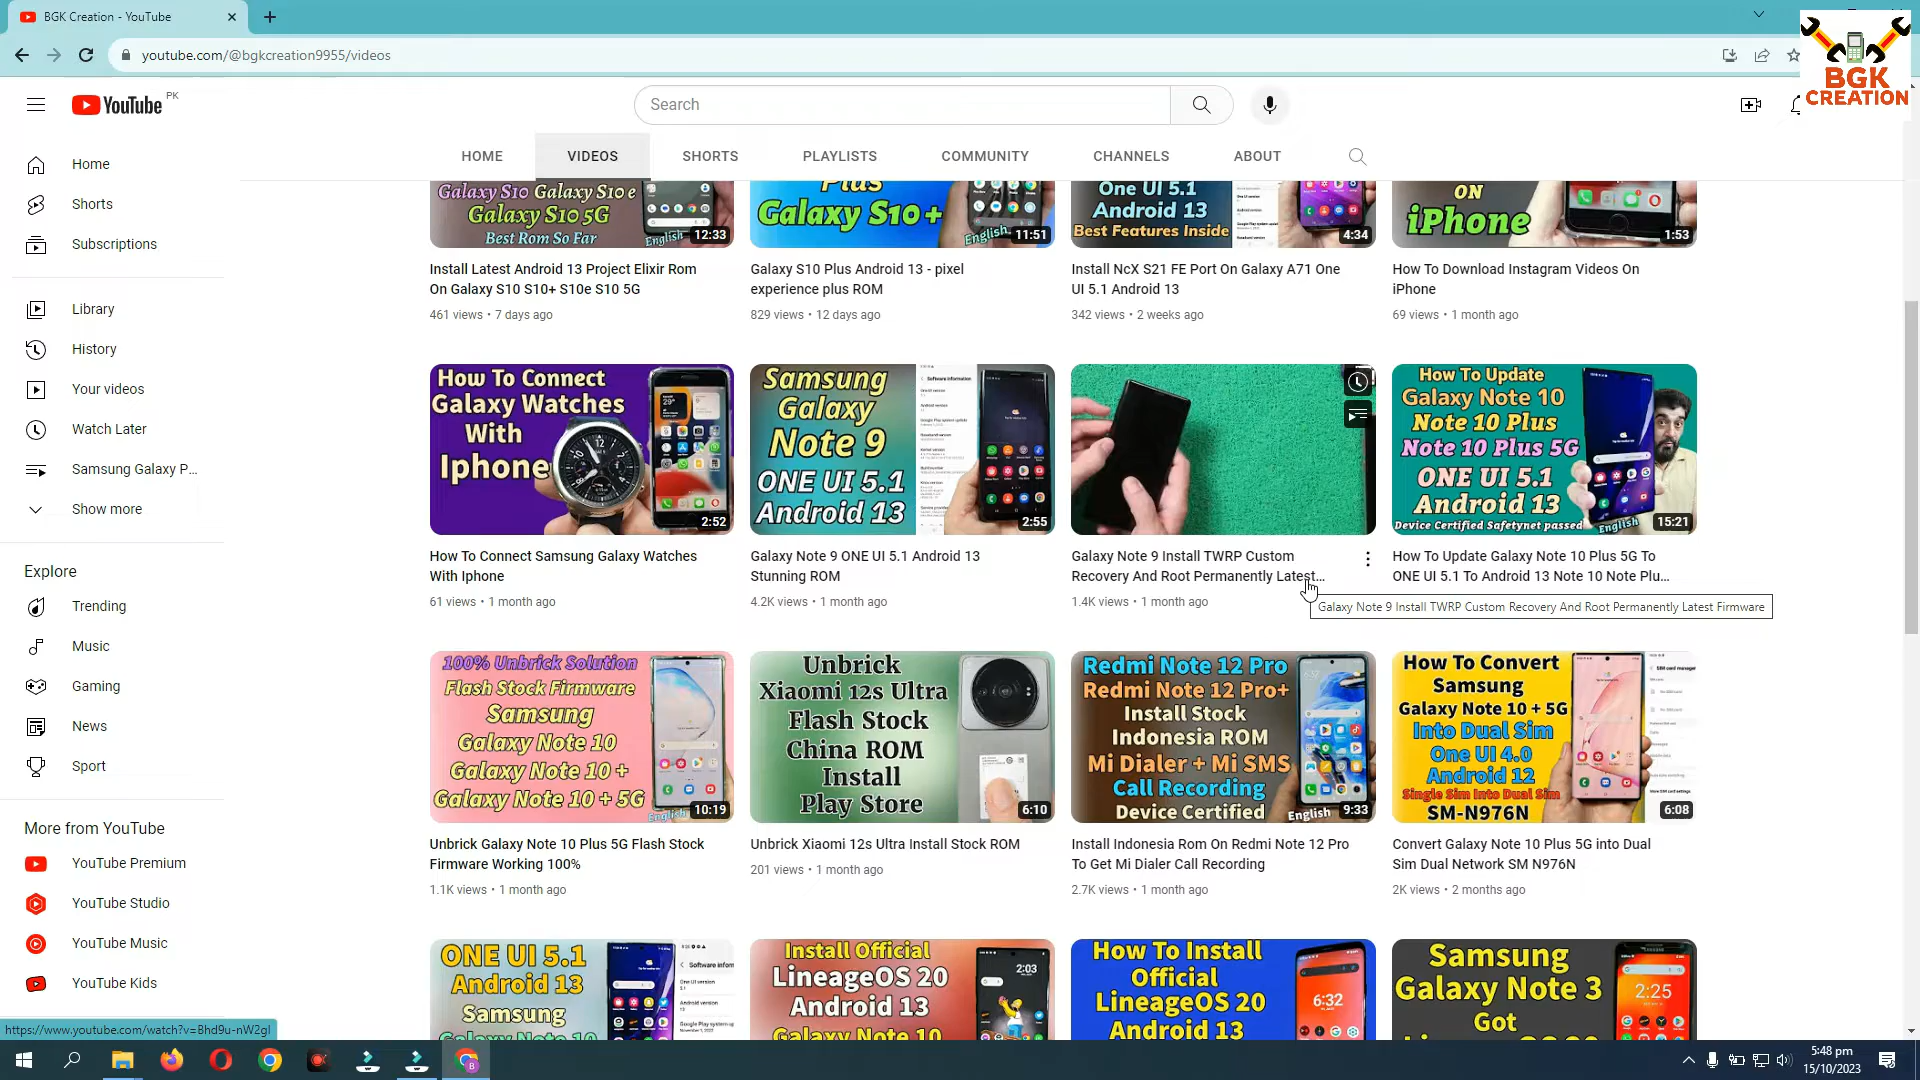 BGK Creation - YouTube
youtube.com/@bgkcreation9955/videos
BGK
CREATION
YouTube PK
Search
HOME
VIDEOS
SHORTS
PLAYLISTS
COMMUNITY
CHANNELS
ABOUT
Home
Shorts
Subscriptions
Library
History
Your videos
Watch Later
Samsung Galaxy P...
Show more
Explore
Trending
Music
Gaming
News
Sport
More from YouTube
YouTube Premium
YouTube Studio
YouTube Music
YouTube Kids
Galaxy S10 Galaxy S10 e
Galaxy S10 5G
Best Rom So Far
English
12:33
Install Latest Android 13 Project Elixir Rom
On Galaxy S10 S10+ S10e S10 5G
461 views • 7 days ago
Plus
Galaxy S10+
English
11:51
Galaxy S10 Plus Android 13 - pixel
experience plus ROM
829 views • 12 days ago
One UI 5.1
Android 13
Best Features Inside
4:34
Install NcX S21 FE Port On Galaxy A71 One
UI 5.1 Android 13
342 views • 2 weeks ago
ON
iPhone
1:53
How To Download Instagram Videos On
iPhone
69 views • 1 month ago
How To Connect
Galaxy Watches
With
Iphone
2:52
How To Connect Samsung Galaxy Watches
With Iphone
61 views • 1 month ago
Samsung
Galaxy
Note 9
ONE UI 5.1
Android 13
Software information
2:55
Galaxy Note 9 ONE UI 5.1 Android 13
Stunning ROM
4.2K views • 1 month ago
Galaxy Note 9 Install TWRP Custom
Recovery And Root Permanently Latest...
1.4K views • 1 month ago
Galaxy Note 9 Install TWRP Custom Recovery And Root Permanently Latest Firmware
How To Update
Galaxy Note 10
Note 10 Plus
Note 10 Plus 5G
ONE UI 5.1
Android 13
Device Certified Safetynet passed
English
15:21
How To Update Galaxy Note 10 Plus 5G To
ONE UI 5.1 To Android 13 Note 10 Note Plu...
100% Unbrick Solution
Flash Stock Firmware
Samsung
Galaxy Note 10
Galaxy Note 10 +
Galaxy Note 10 + 5G
English
10:19
Unbrick Galaxy Note 10 Plus 5G Flash Stock
Firmware Working 100%
1.1K views • 1 month ago
Unbrick
Xiaomi 12s Ultra
Flash Stock
China ROM
Install
Play Store
6:10
Unbrick Xiaomi 12s Ultra Install Stock ROM
201 views • 1 month ago
Redmi Note 12 Pro
Redmi Note 12 Pro+
Install Stock
Indonesia ROM
Mi Dialer + Mi SMS
Call Recording
Device Certified
English
9:33
Install Indonesia Rom On Redmi Note 12 Pro
To Get Mi Dialer Call Recording
2.7K views • 1 month ago
How To Convert
Samsung
Galaxy Note 10 + 5G
Into Dual Sim
One UI 4.0
Android 12
Single Sim Into Dual Sim
SM-N976N
SIM card manager
6:08
Convert Galaxy Note 10 Plus 5G into Dual
Sim Dual Network SM N976N
2K views • 2 months ago
ONE UI 5.1
Android 13
Samsung
Galaxy Note 10
Software inform
Install Official
LineageOS 20
Android 13
Galaxy Note 10
2:03
How To Install
Official
LineageOS 20
Android 13
6:32
Samsung
Galaxy Note 3
Got
2:25
https://www.youtube.com/watch?v=Bhd9u-nW2gI
5:48 pm
15/10/2023